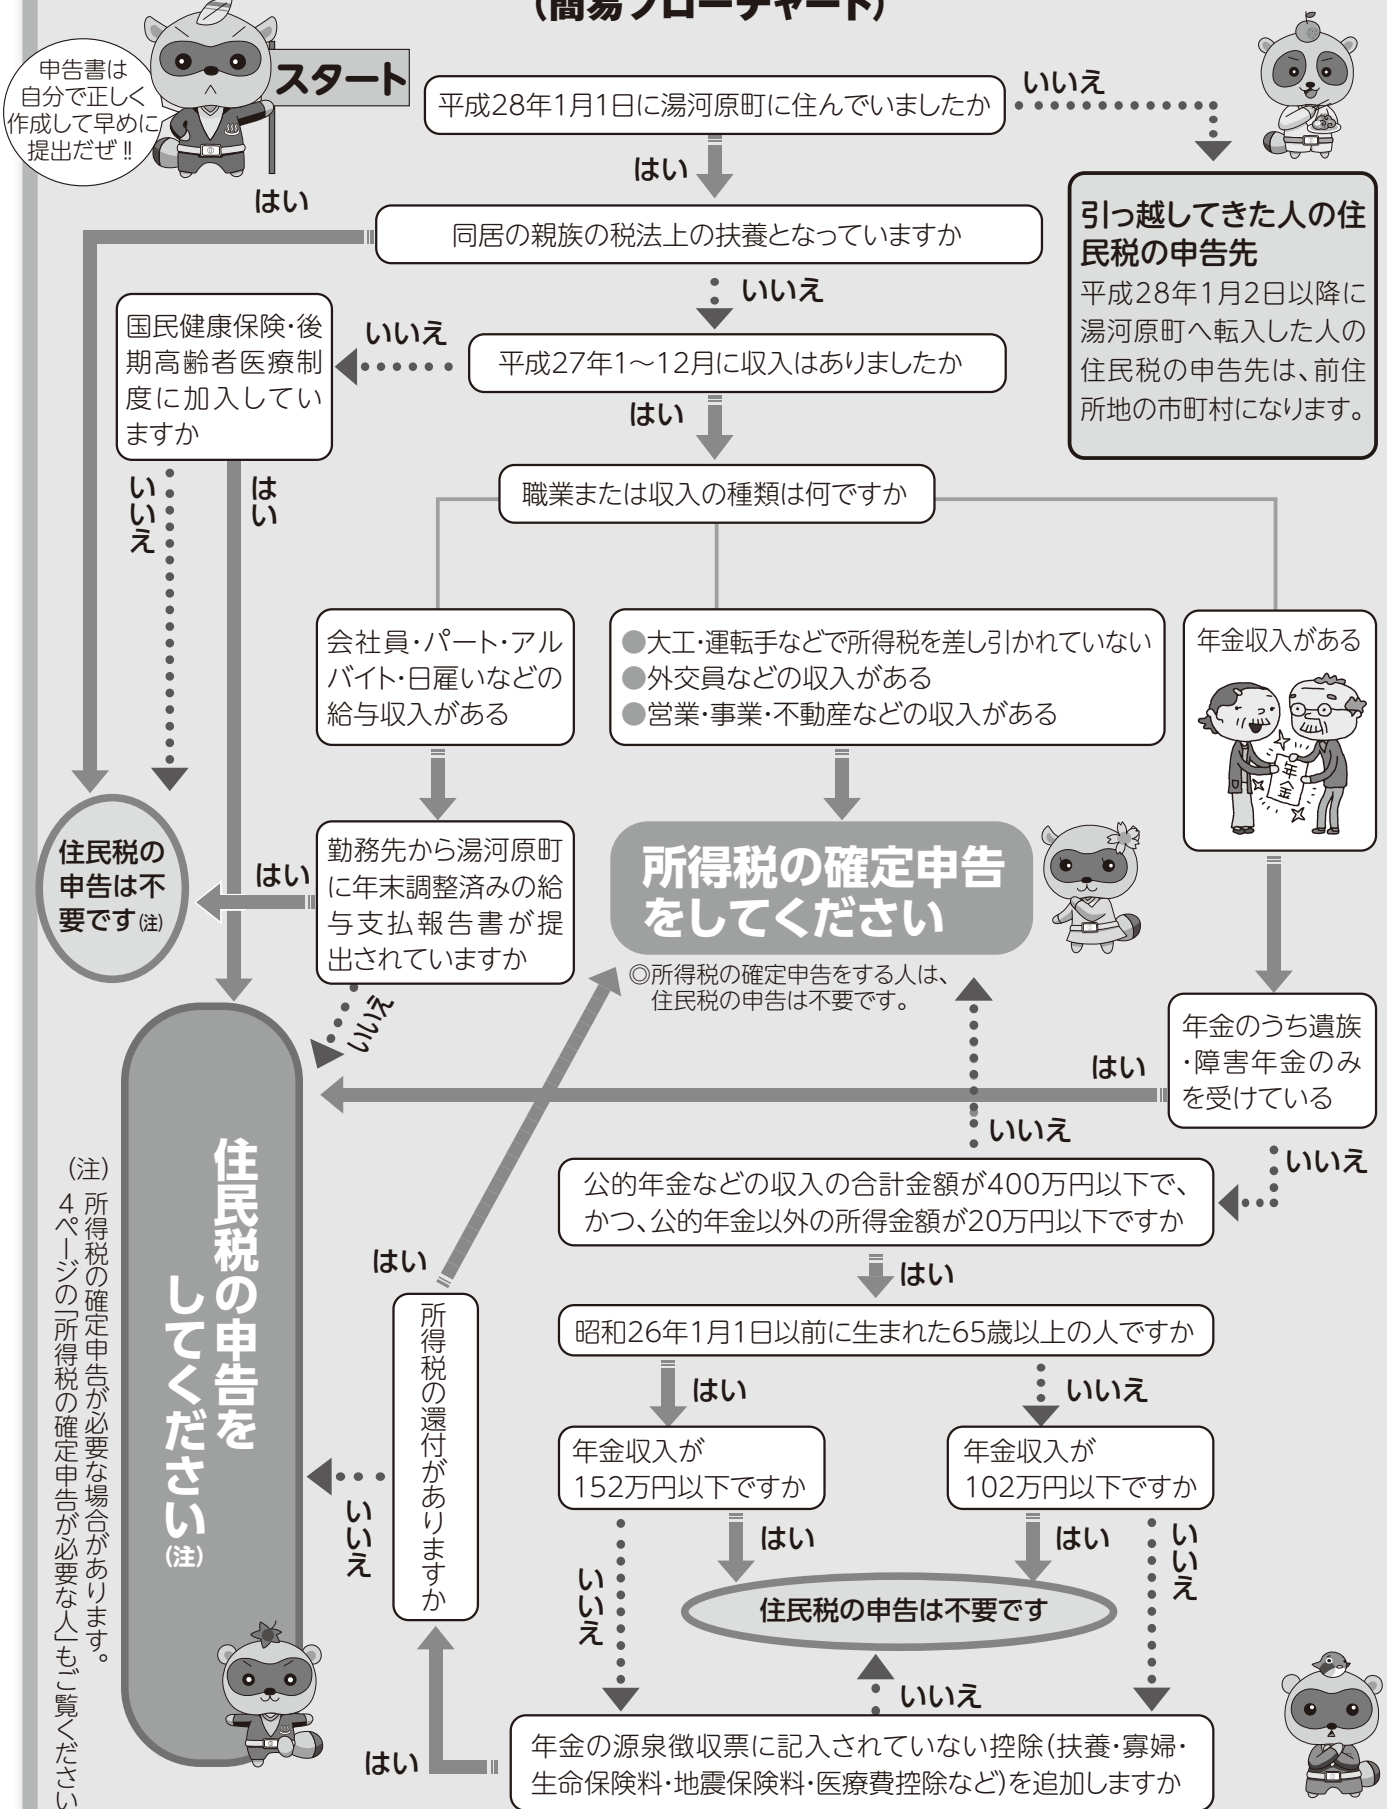 (簡易フローチャート)
申告書は
自分で正しく
作成して早めに
提出だぜ!!
スタート
平成28年1月1日に湯河原町に住んでいましたか
いいえ
はい
引っ越してきた人の住
民税の申告先
平成28年1月2日以降に
湯河原町へ転入した人の
住民税の申告先は、前住
所地の市町村になります。
はい
同居の親族の税法上の扶養となっていますか
いいえ
平成27年1～12月に収入はありましたか
いいえ
国民健康保険・後
期高齢者医療制
度に加入してい
ますか
いいえ
はい
はい
職業または収入の種類は何ですか
会社員・パート・アル
バイト・日雇いなどの
給与収入がある
●大工・運転手などで所得税を差し引かれていない
●外交員などの収入がある
●営業・事業・不動産などの収入がある
年金収入がある
年金
住民税の
申告は不
要です(注)
はい
勤務先から湯河原町
に年末調整済みの給
与支払報告書が提
出されていますか
いいえ
所得税の確定申告
をしてください
◎所得税の確定申告をする人は、
住民税の申告は不要です。
年金のうち遺族
・障害年金のみ
を受けている
はい
いいえ
いいえ
公的年金などの収入の合計金額が400万円以下で、
かつ、公的年金以外の所得金額が20万円以下ですか
はい
昭和26年1月1日以前に生まれた65歳以上の人ですか
はい
いいえ
年金収入が
152万円以下ですか
年金収入が
102万円以下ですか
はい
はい
いいえ
いいえ
住民税の申告は不要です
いいえ
年金の源泉徴収票に記入されていない控除(扶養・寡婦・
生命保険料・地震保険料・医療費控除など)を追加しますか
はい
所得税の還付がありますか
はい
いいえ
住民税の申告を
してください(注)
(注)所得税の確定申告が必要な場合があります。
4ページの「所得税の確定申告が必要な人」もご覧ください